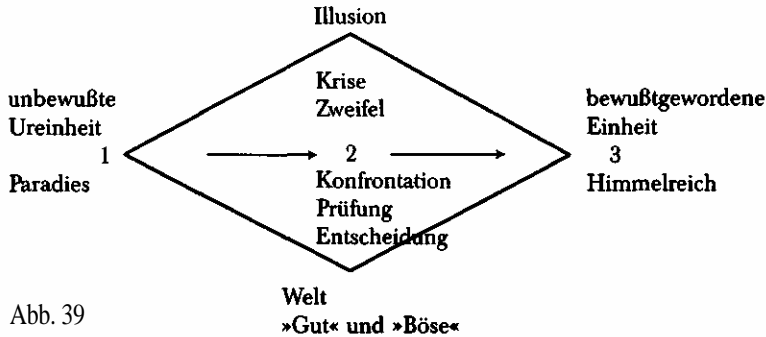 Illusion
Krise
Zweifel
unbewußte
Ureinheit
1
Paradies
2
Konfrontation
Prüfung
Entscheidung
bewußtgewordene
Einheit
3
Himmelreich
Welt
»Gut« und »Böse«
Abb. 39